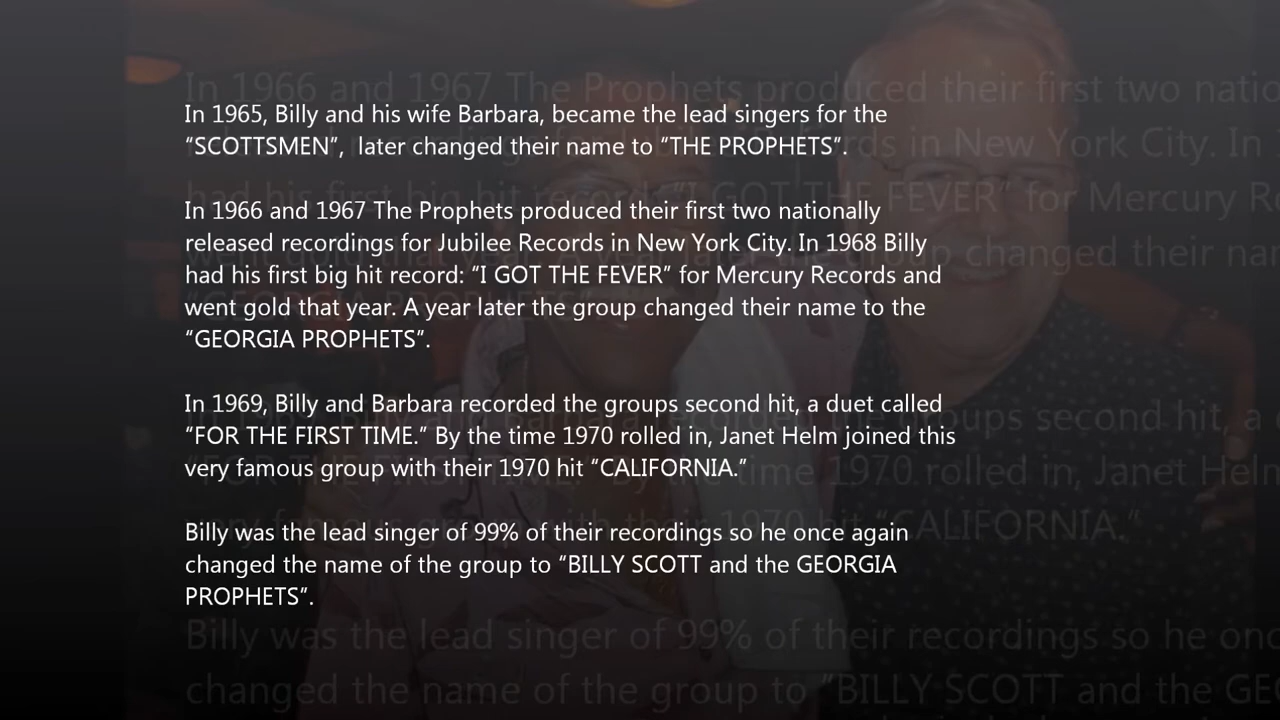 In 1965, Billy and his wife Barbara, became the lead singers for the
“SCOTTSMEN”,  later changed their name to “THE PROPHETS”.
In 1966 and 1967 The Prophets produced their first two nationally
released recordings for Jubilee Records in New York City. In 1968 Billy
had his first big hit record: “I GOT THE FEVER” for Mercury Records and
went gold that year. A year later the group changed their name to the
“GEORGIA PROPHETS”.
In 1969, Billy and Barbara recorded the groups second hit, a duet called
“FOR THE FIRST TIME.” By the time 1970 rolled in, Janet Helm joined this
very famous group with their 1970 hit “CALIFORNIA.”
Billy was the lead singer of 99% of their recordings so he once again
changed the name of the group to “BILLY SCOTT and the GEORGIA
PROPHETS”.